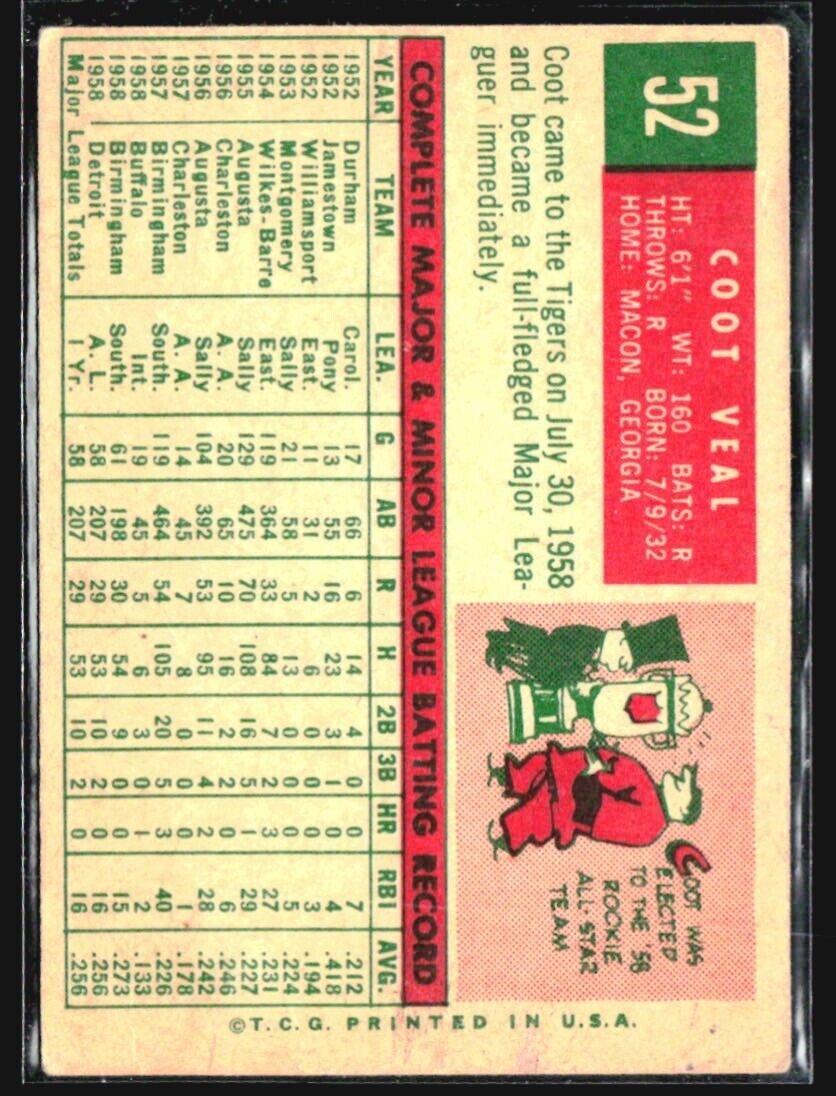 52
COOT VEAL
HT: 6'1" WT: 160 BATS: R
THROWS: R BORN: 7/9/32
HOME: MACON, GEORGIA
Coot came to the Tigers on July 30, 1958
and became a full-fledged Major Lea-
guer immediately.
COOT WAS
ELECTED
TO THE '58
ROOKIE
ALL-STAR
TEAM
COMPLETE MAJOR & MINOR LEAGUE BATTING RECORD
YEAR TEAM LEA. G AB R H 2B 3B HR RBI AVG.
1952 Durham Carol. 17 66 6 14 4 0 0 7 .212
1952 Jamestown Pony 13 55 16 23 3 1 0 4 .418
1952 Williamsport East. 11 31 2 6 0 0 0 3 .194
1953 Montgomery Sally 21 58 5 13 0 0 0 5 .224
1954 Wilkes-Barre East. 119 364 33 84 7 2 3 27 .231
1955 Augusta Sally 129 475 70 108 16 5 1 29 .227
1956 Charleston A. A. 20 65 10 16 2 2 0 6 .246
1956 Augusta Sally 104 392 53 95 11 4 2 28 .242
1957 Charleston A. A. 14 45 7 8 0 0 0 1 .178
1957 Birmingham South. 119 464 54 105 20 5 3 40 .226
1958 Buffalo Int. 19 45 5 6 3 0 1 2 .133
1958 Birmingham South. 61 198 30 54 9 0 0 15 .273
1958 Detroit A. L. 58 207 29 53 10 2 0 16 .256
Major League Totals 1 Yr. 58 207 29 53 10 2 0 16 .256
©T.C.G. PRINTED IN U.S.A.